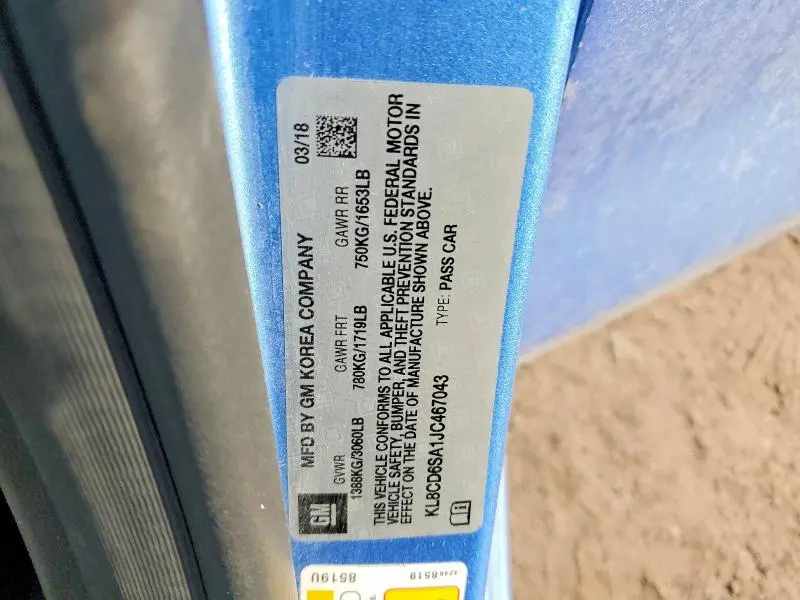 MFD BY GM KOREA COMPANY 03/18
GVWR GAWR FRT GAWR RR
1388KG/3060LB 780KG/1719LB 750KG/1653LB
THIS VEHICLE CONFORMS TO ALL APPLICABLE U.S. FEDERAL MOTOR
VEHICLE SAFETY, BUMPER, AND THEFT PREVENTION STANDARDS IN
EFFECT ON THE DATE OF MANUFACTURE SHOWN ABOVE.
TYPE: PASS CAR
KL8CD6SA1JC467043
GM
8519U
42458519